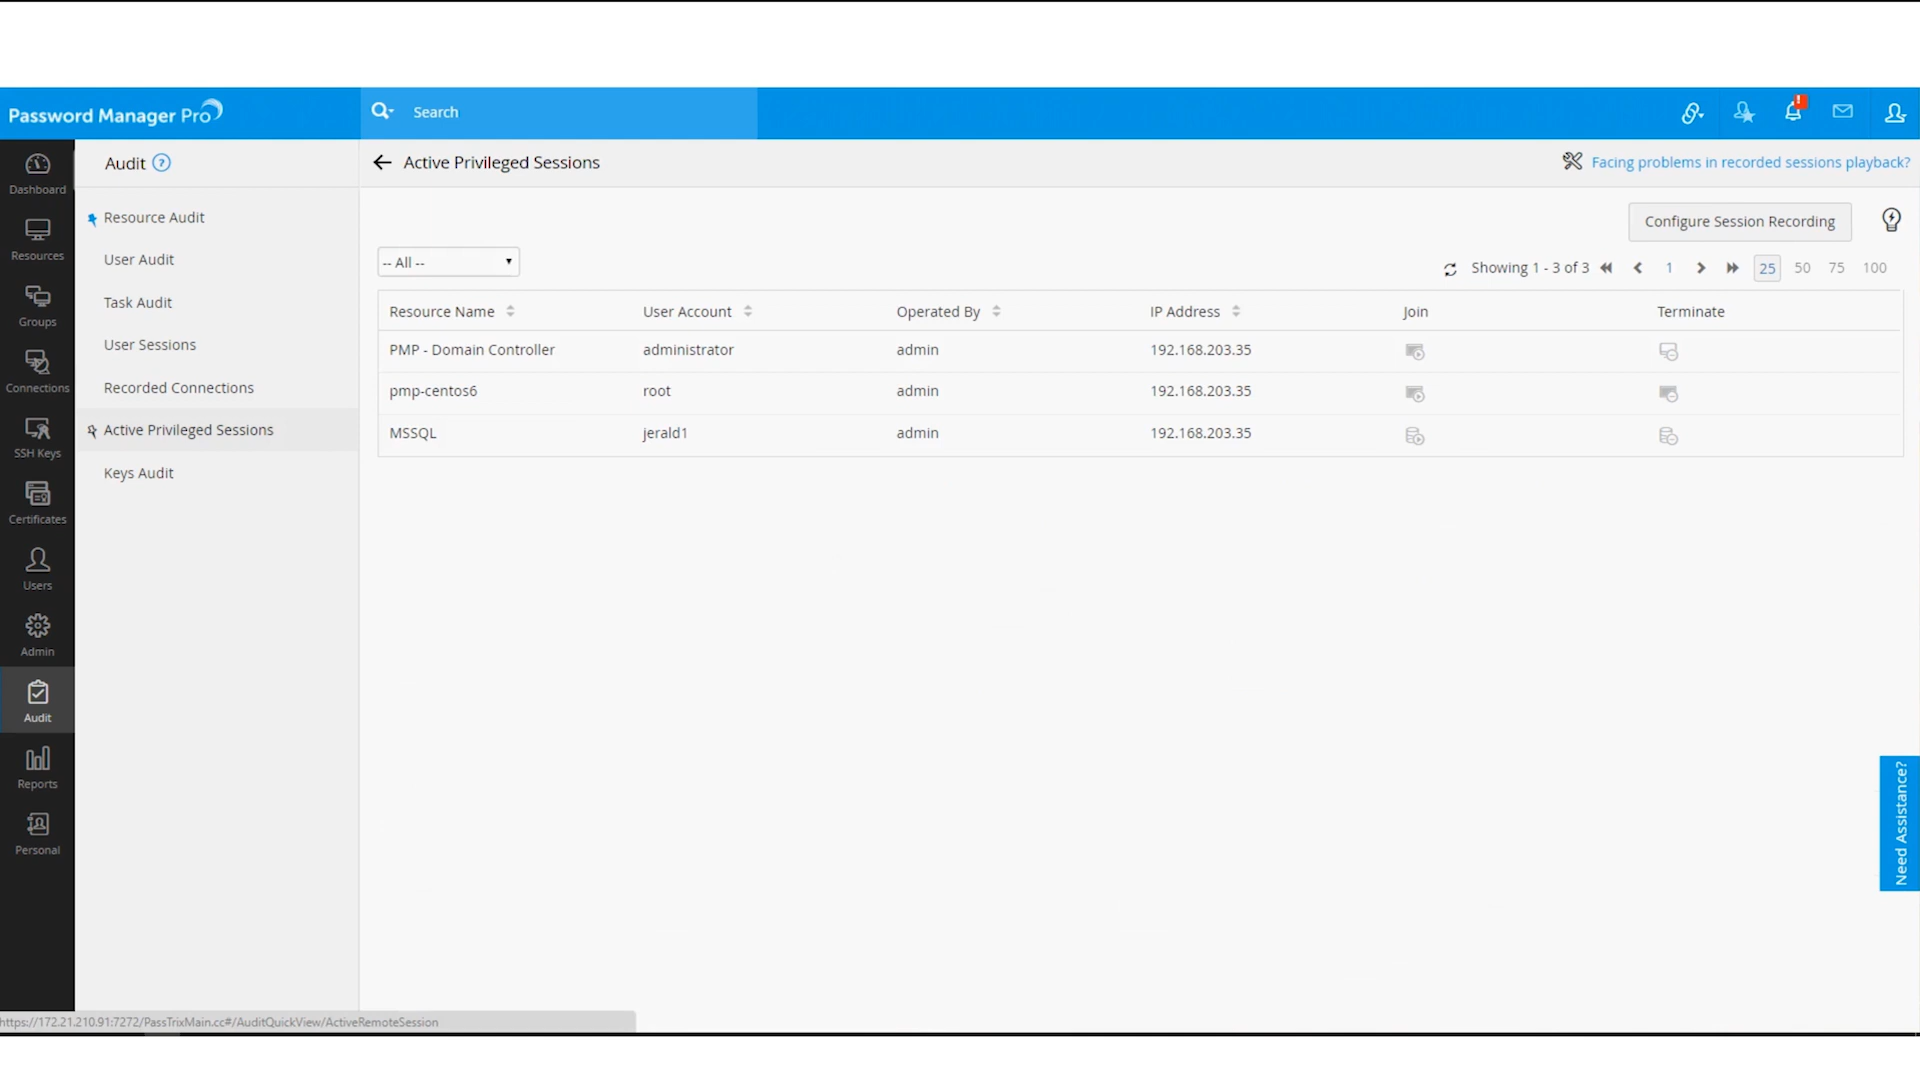 Password Manager Pro
Search
Dashboard
Resources
Groups
Connections
SSH Keys
Certificates
Users
Admin
Audit
Reports
Personal
Audit ?
Resource Audit
User Audit
Task Audit
User Sessions
Recorded Connections
Active Privileged Sessions
Keys Audit
Active Privileged Sessions
Facing problems in recorded sessions playback?
Configure Session Recording
-- All --
Showing 1 - 3 of 3 1 25 50 75 100
Resource Name User Account Operated By IP Address Join Terminate
PMP - Domain Controller administrator admin 192.168.203.35
pmp-centos6 root admin 192.168.203.35
MSSQL jerald1 admin 192.168.203.35
Need Assistance?
https://172.21.210.91:7272/PassTrixMain.cc#/AuditQuickView/ActiveRemoteSession